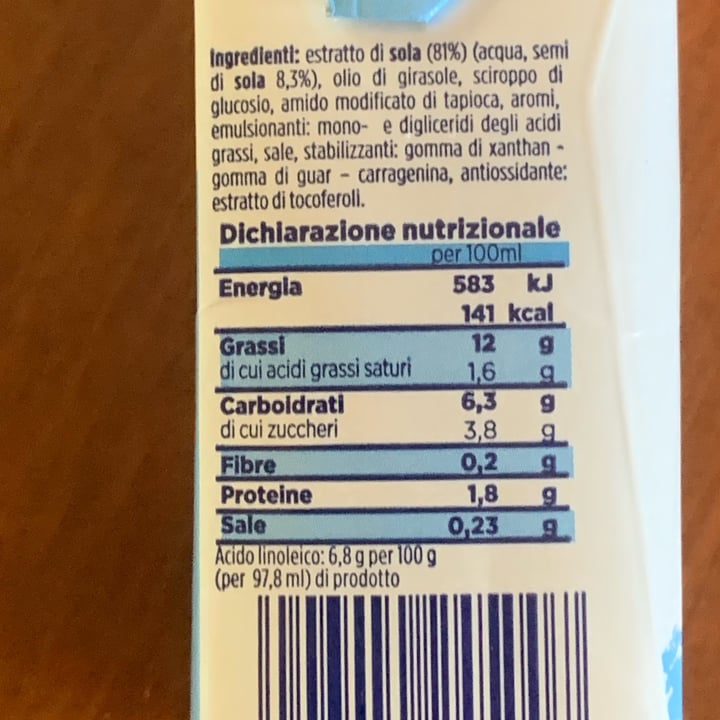 Ingredienti: estratto di soia (81%) (acqua, semi
di soia 8,3%), olio di girasole, sciroppo di
glucosio, amido modificato di tapioca, aromi,
emulsionanti: mono- e digliceridi degli acidi
grassi, sale, stabilizzanti: gomma di xanthan -
gomma di guar - carragenina, antiossidante:
estratto di tocoferoli.
Dichiarazione nutrizionale
per 100ml
Energia 583 kJ
141 kcal
Grassi 12 g
di cui acidi grassi saturi 1,6 g
Carboidrati 6,3 g
di cui zuccheri 3,8 g
Fibre 0,2 g
Proteine 1,8 g
Sale 0,23 g
Acido linoleico: 6,8 g per 100 g
(per 97,8 ml) di prodotto